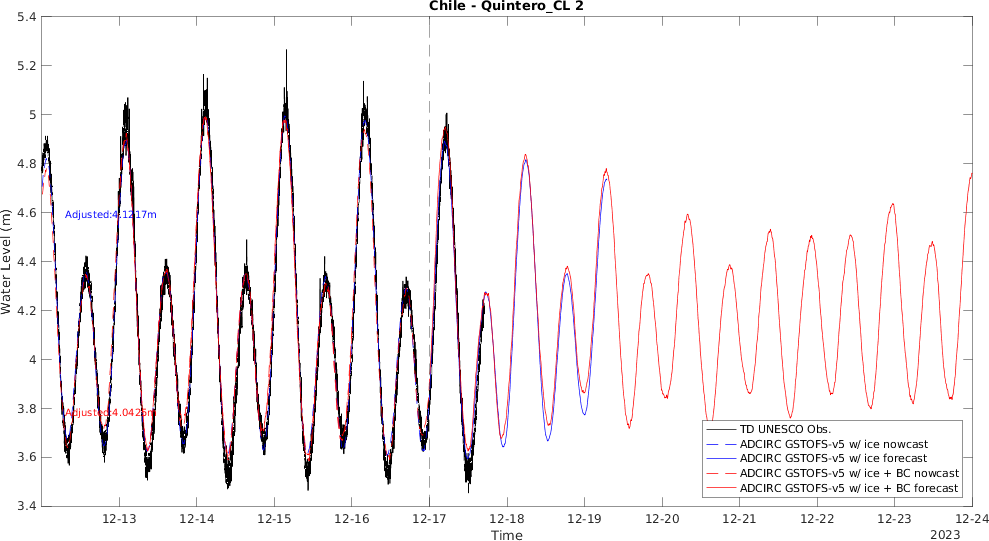 Chile - Quintero_CL 2
5.4
5.2
5
4.8
4.6
4.4
4.2
4
3.8
3.6
3.4
Water Level (m)
Adjusted:4.1217m
Adjusted:4.0426m
TD UNESCO Obs.
ADCIRC GSTOFS-v5 w/ ice nowcast
ADCIRC GSTOFS-v5 w/ ice forecast
ADCIRC GSTOFS-v5 w/ ice + BC nowcast
ADCIRC GSTOFS-v5 w/ ice + BC forecast
12-13 12-14 12-15 12-16 12-17 12-18 12-19 12-20 12-21 12-22 12-23 12-24
Time
2023